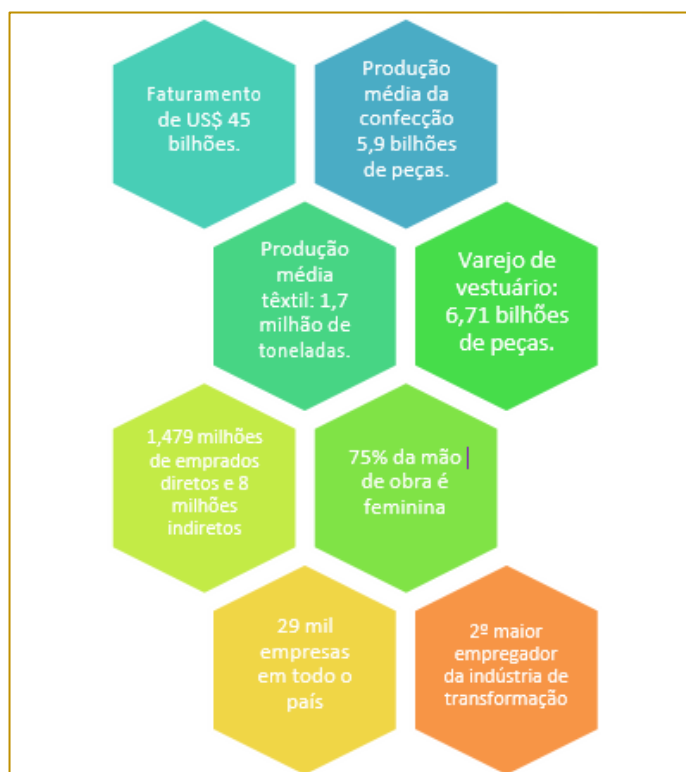 Faturamento
de US$ 45
bilhões.
Produção
média da
confecção
5,9 bilhões
de peças.
Produção
média
têxtil: 1,7
milhão de
toneladas.
Varejo de
vestuário:
6,71 bilhões
de peças.
1,479 milhões
de emprados
diretos e 8
milhões
indiretos
75% da mão
de obra é
feminina
29 mil
empresas
em todo o
país
2º maior
empregador
da indústria de
transformação